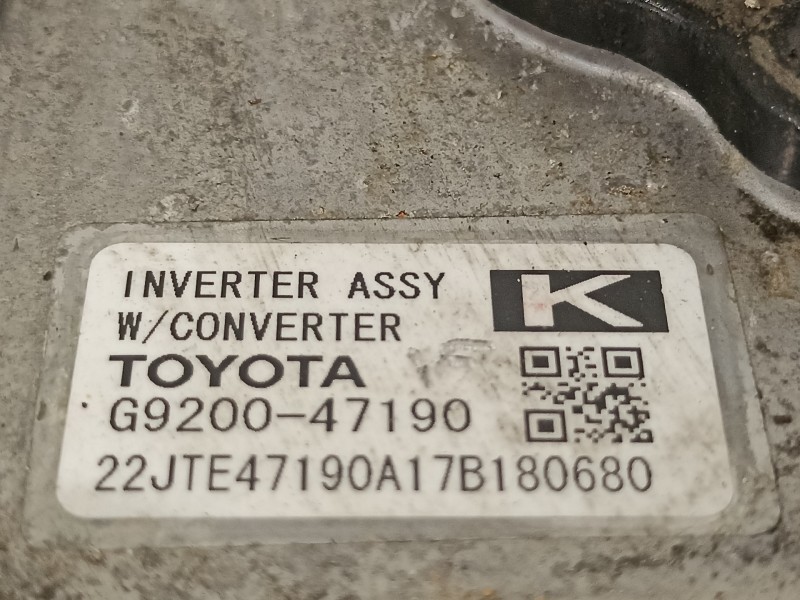 INVERTER ASSY K
W/CONVERTER
TOYOTA
G9200-47190
22JTE47190A17B180680